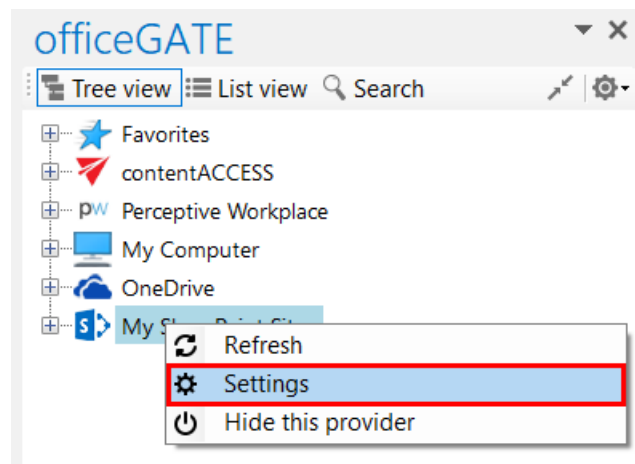 officeGATE
Tree view List view Search
Favorites
contentACCESS
pw Perceptive Workplace
My Computer
OneDrive
S My
Refresh
Settings
Hide this provider